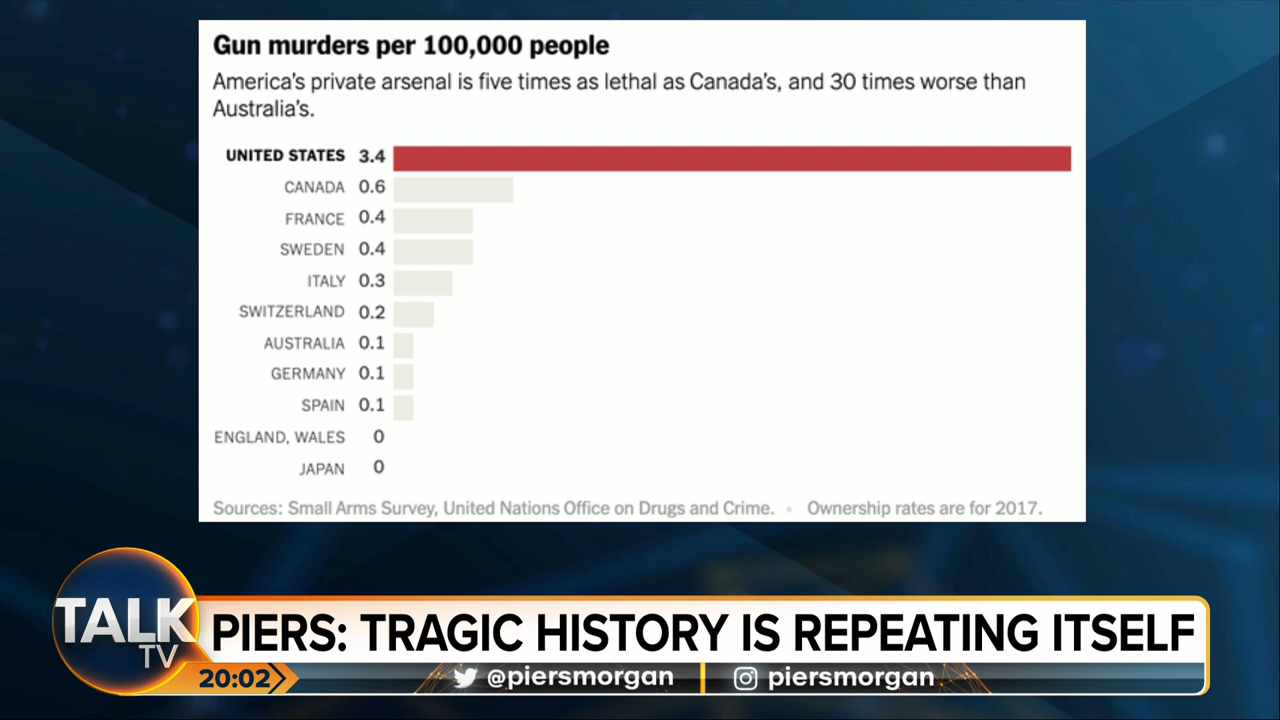 Gun murders per 100,000 people
America's private arsenal is five times as lethal as Canada's, and 30 times worse than
Australia's.
UNITED STATES 3.4
CANADA 0.6
FRANCE 0.4
SWEDEN 0.4
ITALY 0.3
SWITZERLAND 0.2
AUSTRALIA 0.1
GERMANY 0.1
SPAIN 0.1
ENGLAND, WALES 0
JAPAN 0
Sources: Small Arms Survey, United Nations Office on Drugs and Crime. • Ownership rates are for 2017.
TALK TV
PIERS: TRAGIC HISTORY IS REPEATING ITSELF
20:02
@piersmorgan
piersmorgan